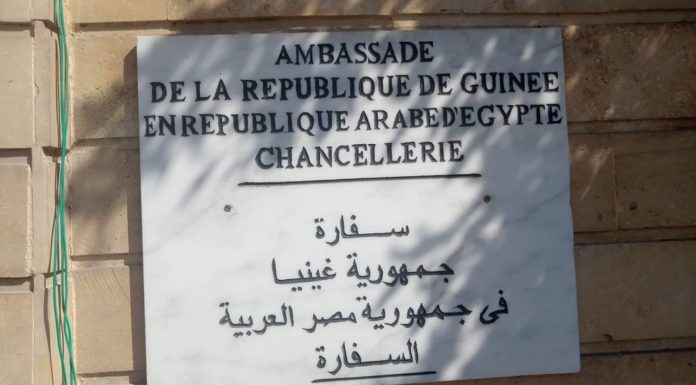 AMBASSADE
DE LA REPUBLIQUE DE GUINEE
EN REPUBLIQUE ARABE D'EGYPTE
CHANCELLERIE
سفارة
جمهورية غينيا
فى جمهورية مصر العربية
السفارة